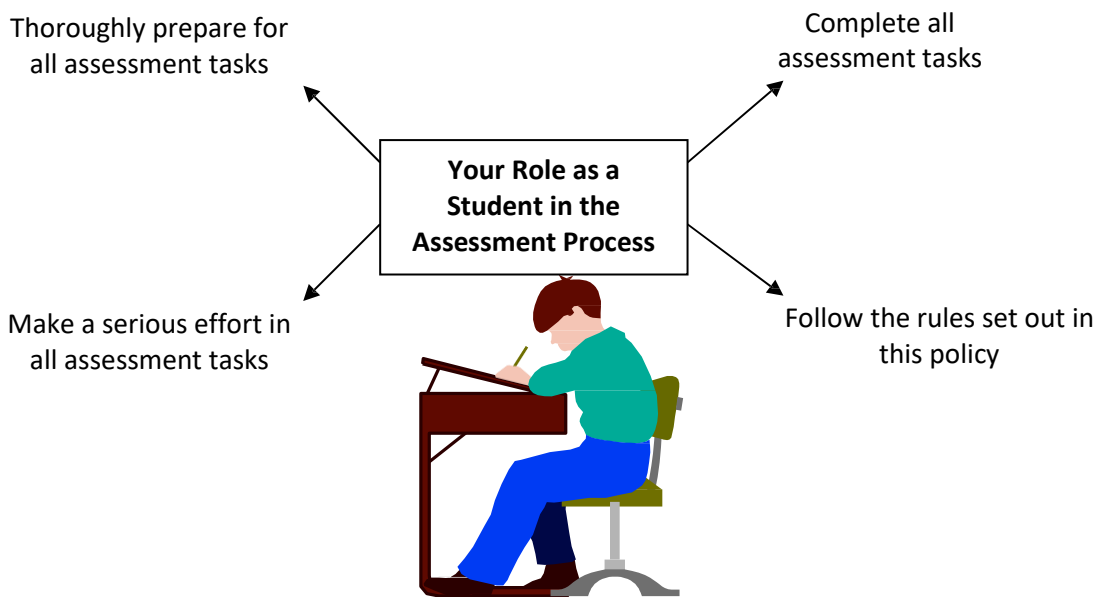 Thoroughly prepare for
all assessment tasks
Complete all
assessment tasks
Your Role as a
Student in the
Assessment Process
Make a serious effort in
all assessment tasks
Follow the rules set out in
this policy